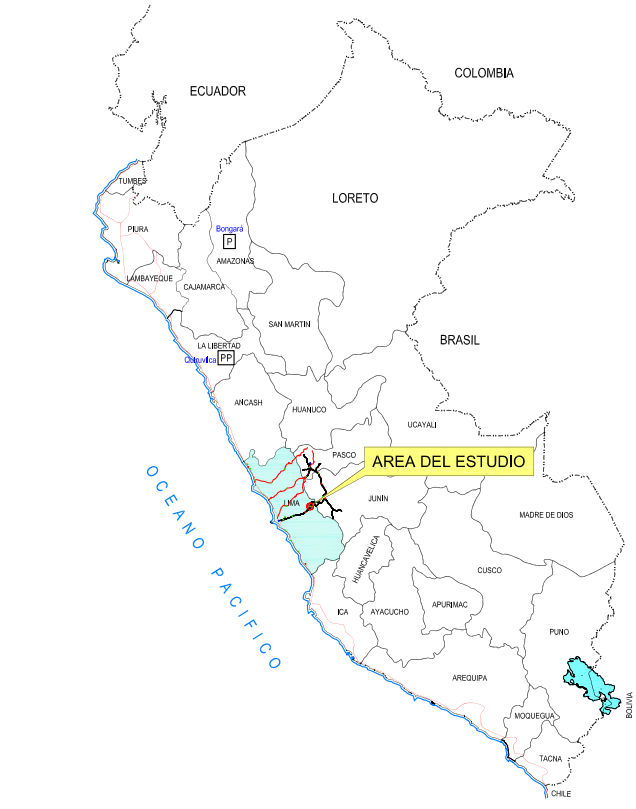 COLOMBIA
ECUADOR
TUMBES
LORETO
PIURA
Bongará
P
AMAZONAS
LAMBAYEQUE
CAJAMARCA
SAN MARTIN
BRASIL
LA LIBERTAD
Quiruvilca
PP
ANCASH
HUANUCO
UCAYALI
PASCO
AREA DEL ESTUDIO
LIMA
JUNIN
MADRE DE DIOS
HUANCAVELICA
CUSCO
OCEANO PACIFICO
ICA
AYACUCHO
APURIMAC
PUNO
AREQUIPA
BOLIVIA
MOQUEGUA
TACNA
CHILE